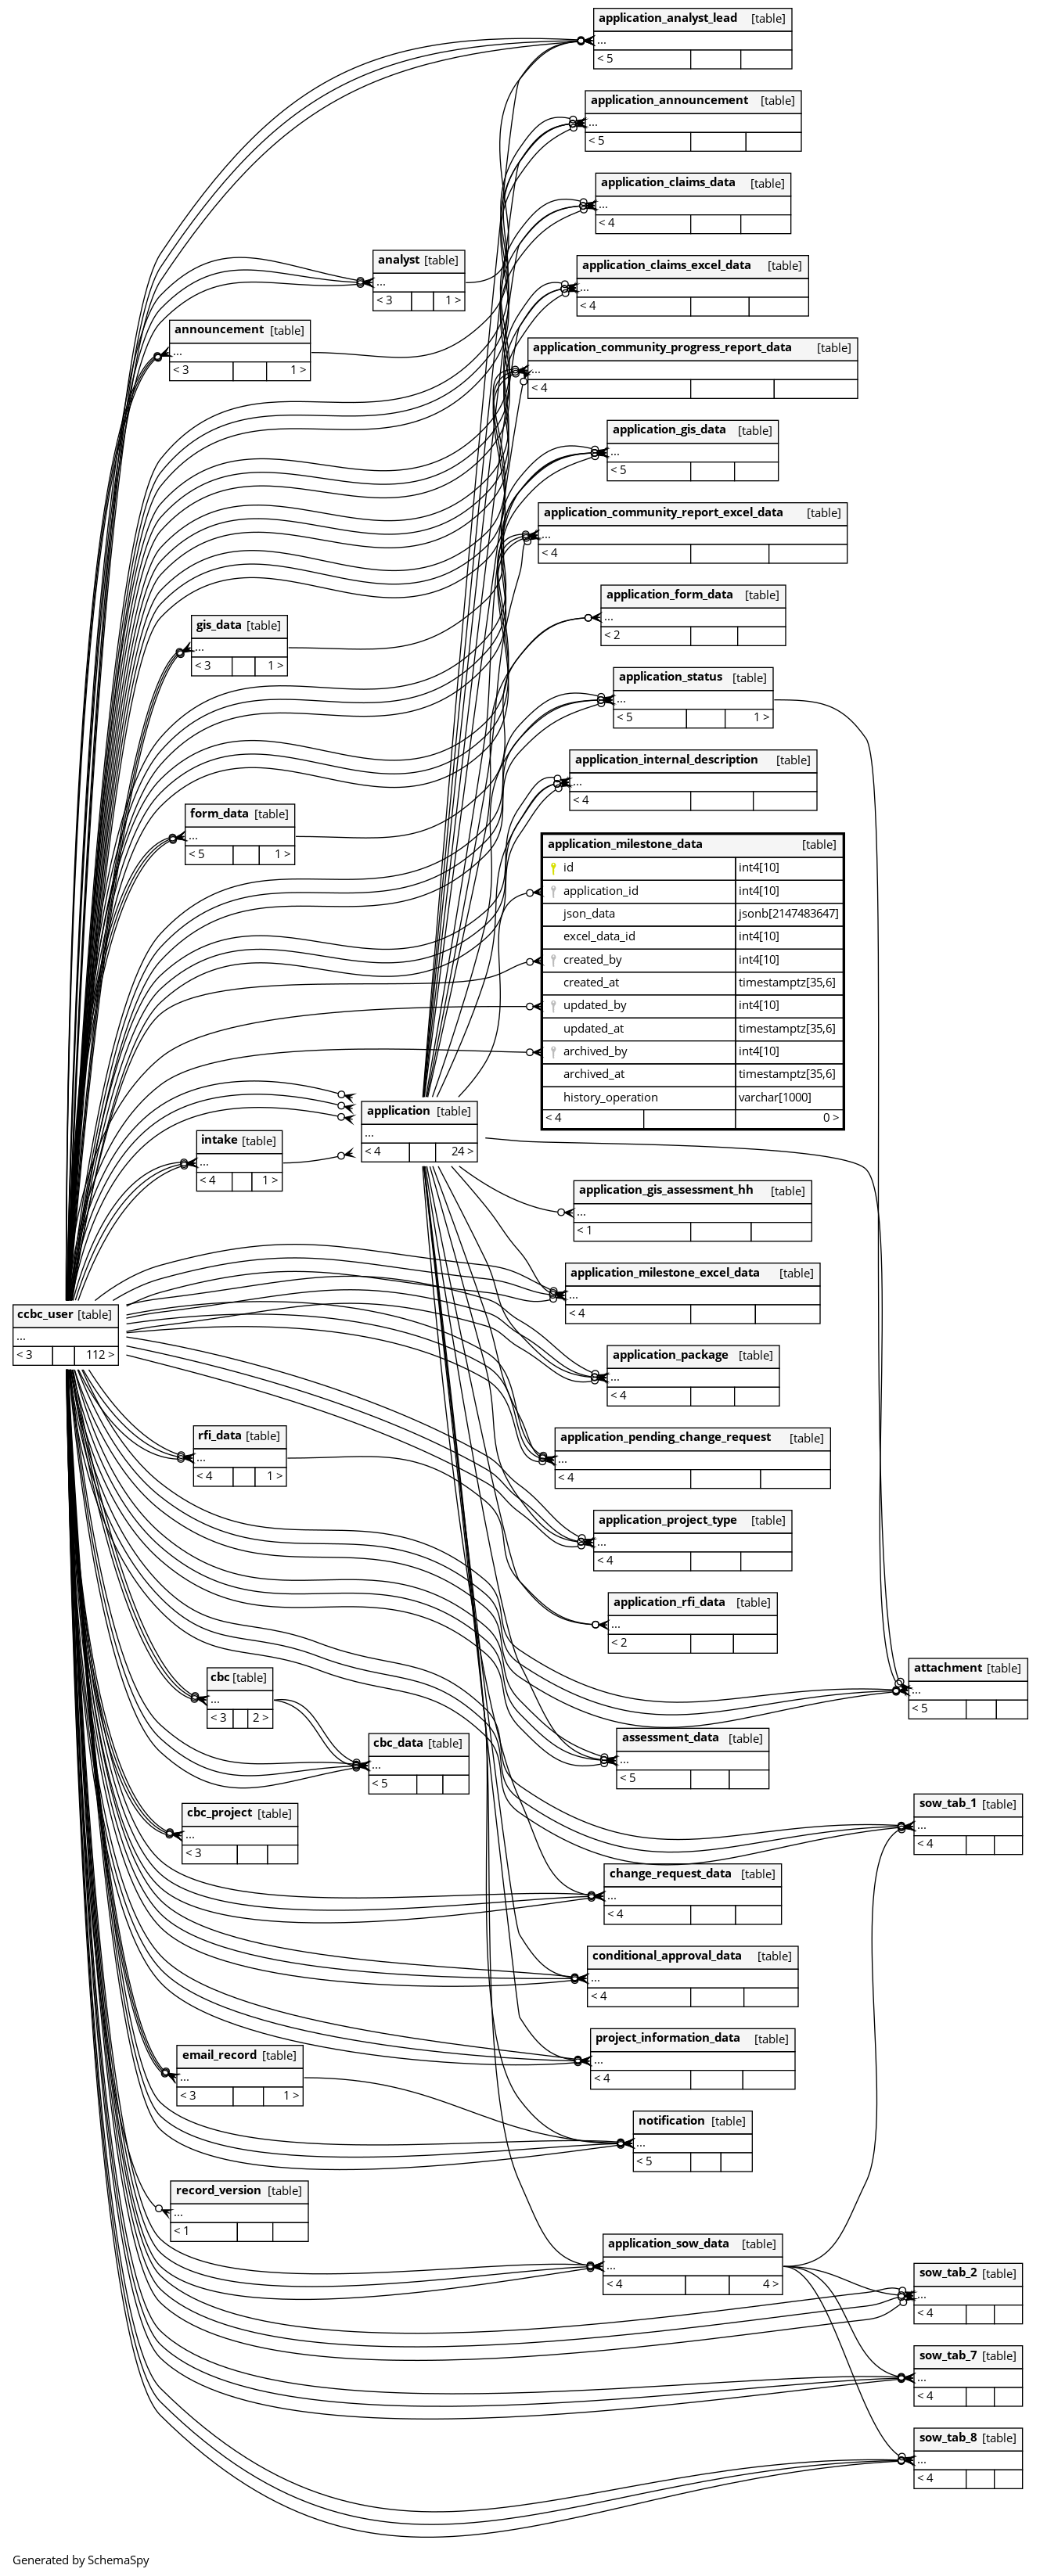 application_analyst_lead [table]
...
< 5
application_announcement [table]
...
< 5
application_claims_data [table]
...
< 4
analyst [table]
...
< 3 1 >
application_claims_excel_data [table]
...
< 4
announcement [table]
...
< 3 1 >
application_community_progress_report_data [table]
...
< 4
application_gis_data [table]
...
< 5
application_community_report_excel_data [table]
...
< 4
application_form_data [table]
...
< 2
gis_data [table]
...
< 3 1 >
application_status [table]
...
< 5 1 >
application_internal_description [table]
...
< 4
form_data [table]
...
< 5 1 >
application_milestone_data [table]
id int4[10]
application_id int4[10]
json_data jsonb[2147483647]
excel_data_id int4[10]
created_by int4[10]
created_at timestamptz[35,6]
updated_by int4[10]
updated_at timestamptz[35,6]
archived_by int4[10]
archived_at timestamptz[35,6]
history_operation varchar[1000]
< 4 0 >
application [table]
...
< 4 24 >
intake [table]
...
< 4 1 >
application_gis_assessment_hh [table]
...
< 1
application_milestone_excel_data [table]
...
< 4
ccbc_user [table]
...
< 3 112 >
application_package [table]
...
< 4
rfi_data [table]
...
< 4 1 >
application_pending_change_request [table]
...
< 4
application_project_type [table]
...
< 4
application_rfi_data [table]
...
< 2
attachment [table]
...
< 5
cbc [table]
...
< 3 2 >
assessment_data [table]
...
< 5
cbc_data [table]
...
< 5
sow_tab_1 [table]
...
< 4
cbc_project [table]
...
< 3
change_request_data [table]
...
< 4
conditional_approval_data [table]
...
< 4
project_information_data [table]
...
< 4
email_record [table]
...
< 3 1 >
notification [table]
...
< 5
record_version [table]
...
< 1
application_sow_data [table]
...
< 4 4 >
sow_tab_2 [table]
...
< 4
sow_tab_7 [table]
...
< 4
sow_tab_8 [table]
...
< 4
Generated by SchemaSpy